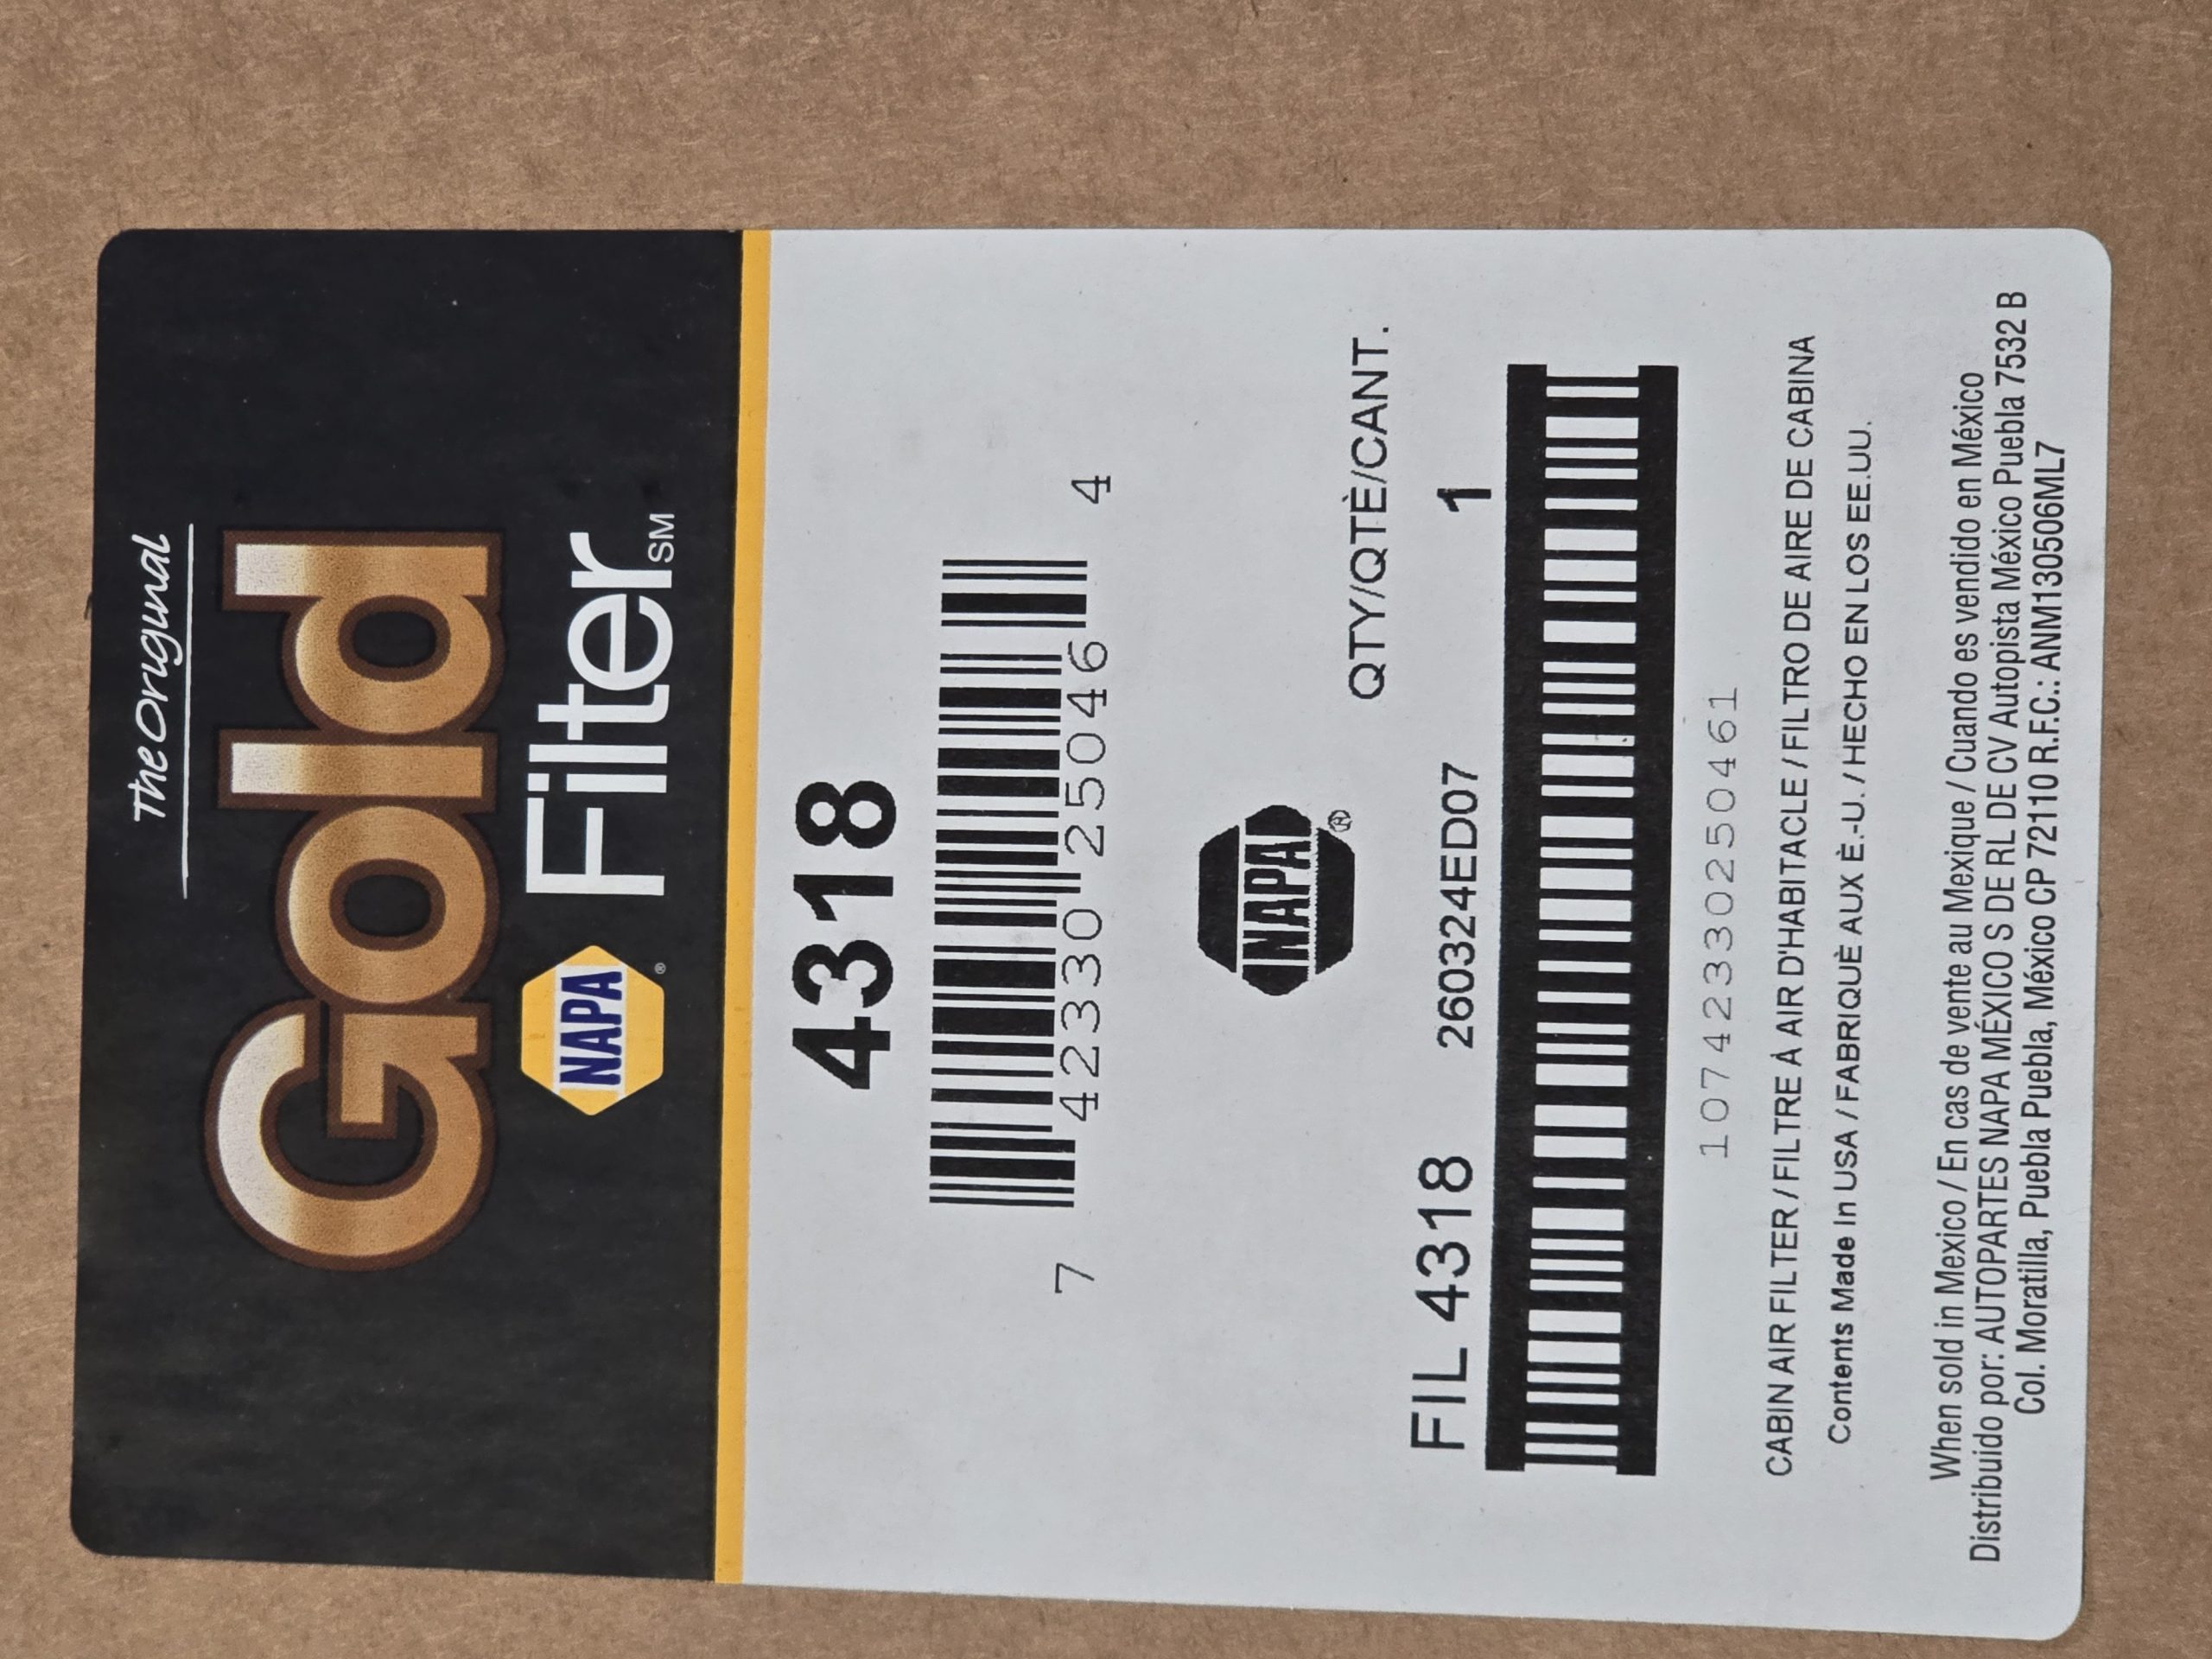 The Original
Gold
NAPA® Filter SM
4318
7 42330 25046 4
NAPA®
QTY/QTÈ/CANT.
FIL 4318 260324ED07 1
10742330250461
CABIN AIR FILTER / FILTRE À AIR D'HABITACLE / FILTRO DE AIRE DE CABINA
Contents Made In USA / FABRIQUÈ AUX È.-U. / HECHO EN LOS EE.UU.
When sold in Mexico / En cas de vente au Mexique / Cuando es vendido en México
Distribuido por: AUTOPARTES NAPA MÉXICO S DE RL DE CV Autopista México Puebla 7532 B
Col. Moratilla, Puebla Puebla, México CP 72110 R.F.C.: ANM130506ML7